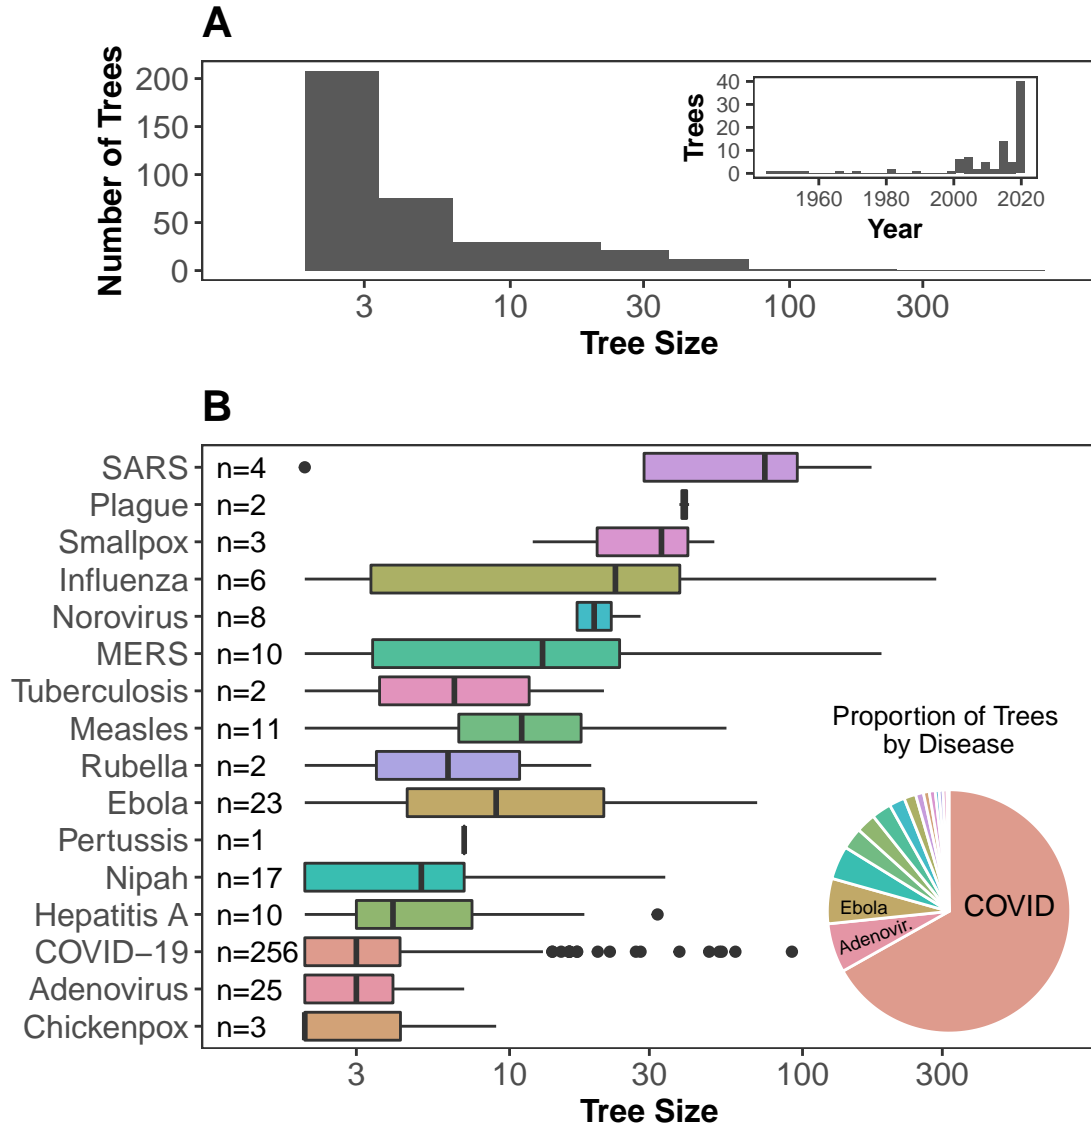 A
Number of Trees
200
150
100
50
0
3 10 30 100 300
Tree Size
Trees
40
30
20
10
0
1960 1980 2000 2020
Year
B
SARS n=4
Plague n=2
Smallpox n=3
Influenza n=6
Norovirus n=8
MERS n=10
Tuberculosis n=2
Measles n=11
Rubella n=2
Ebola n=23
Pertussis n=1
Nipah n=17
Hepatitis A n=10
COVID−19 n=256
Adenovirus n=25
Chickenpox n=3
Proportion of Trees
by Disease
COVID
Ebola
Adenovir.
3 10 30 100 300
Tree Size